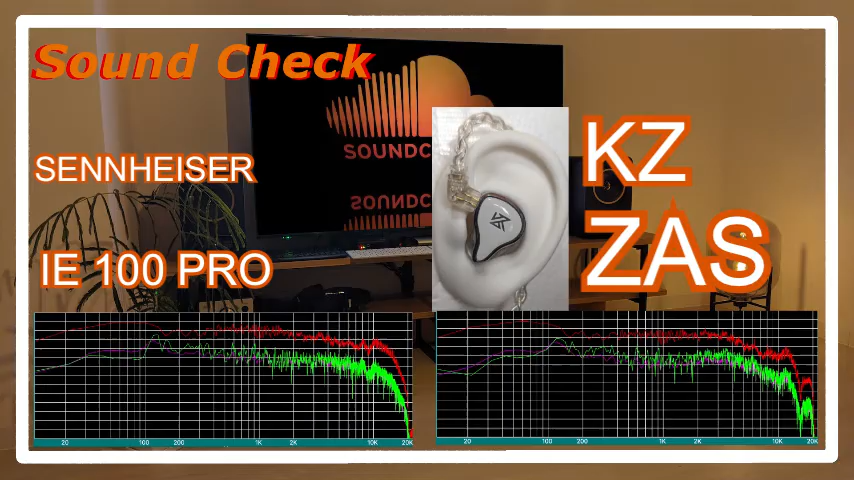 Sound Check
SOUNDC
SOUNDC
SENNHEISER
IE 100 PRO
KZ
ZAS
20 100 200 1K 2K 10K 20K
20 100 200 1K 2K 10K 20K